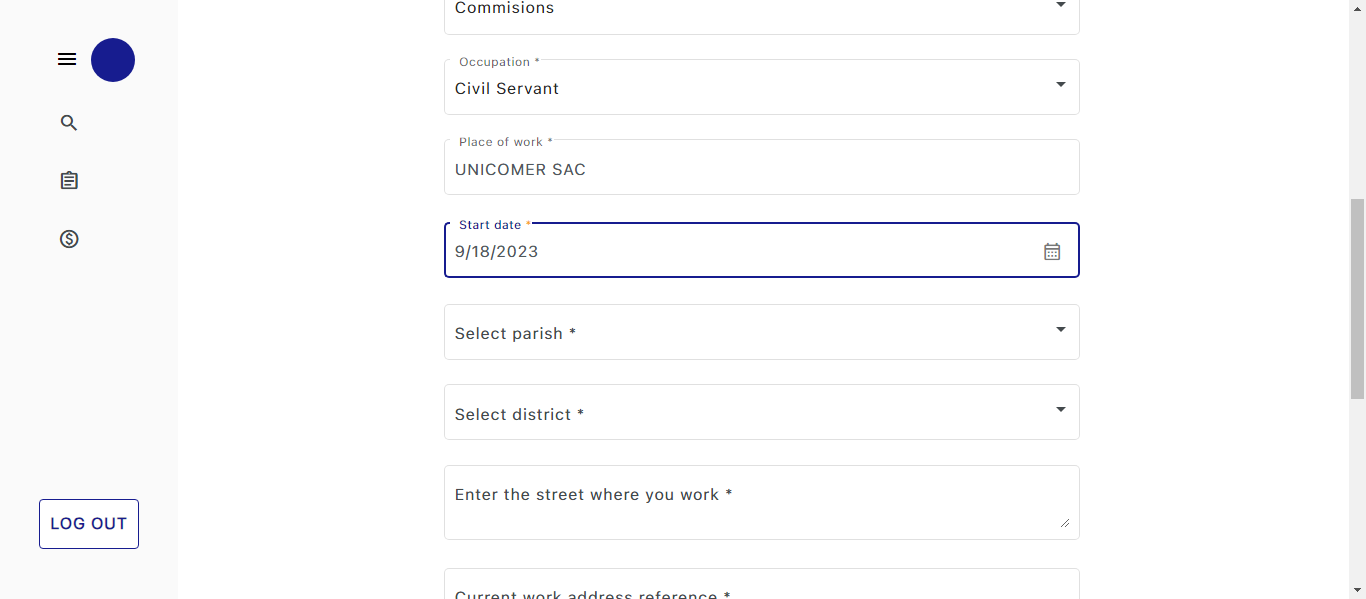 Commisions
Occupation *
Civil Servant
Place of work *
UNICOMER SAC
Start date *
9/18/2023
Select parish *
Select district *
Enter the street where you work *
LOG OUT
Current work address reference *